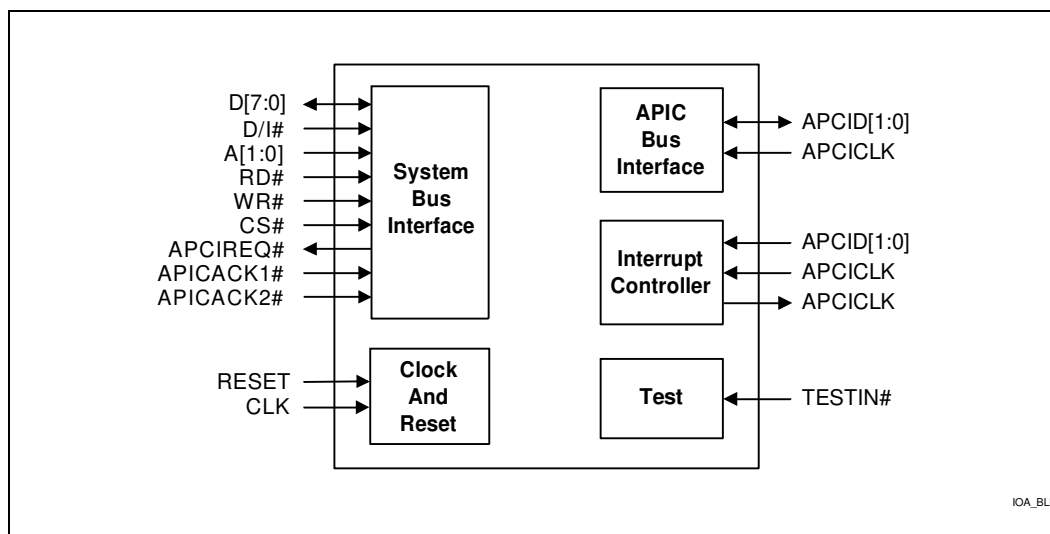 D[7:0]
D/I#
A[1:0]
RD#
WR#
CS#
APCIREQ#
APICACK1#
APICACK2#
System
Bus
Interface
APIC
Bus
Interface
APCID[1:0]
APCICLK
Interrupt
Controller
APCID[1:0]
APCICLK
APCICLK
RESET
CLK
Clock
And
Reset
Test
TESTIN#
IOA_BL